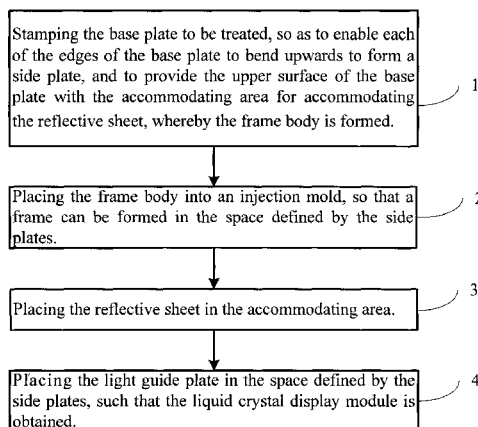 Stamping the base plate to be treated, so as to enable each
of the edges of the base plate to bend upwards to form a
side plate, and to provide the upper surface of the base
plate with the accommodating area for accommodating
the reflective sheet, whereby the frame body is formed.
1
Placing the frame body into an injection mold, so that a
frame can be formed in the space defined by the side
plates.
2
Placing the reflective sheet in the accommodating area.
3
Placing the light guide plate in the space defined by the
side plates, such that the liquid crystal display module is
obtained.
4